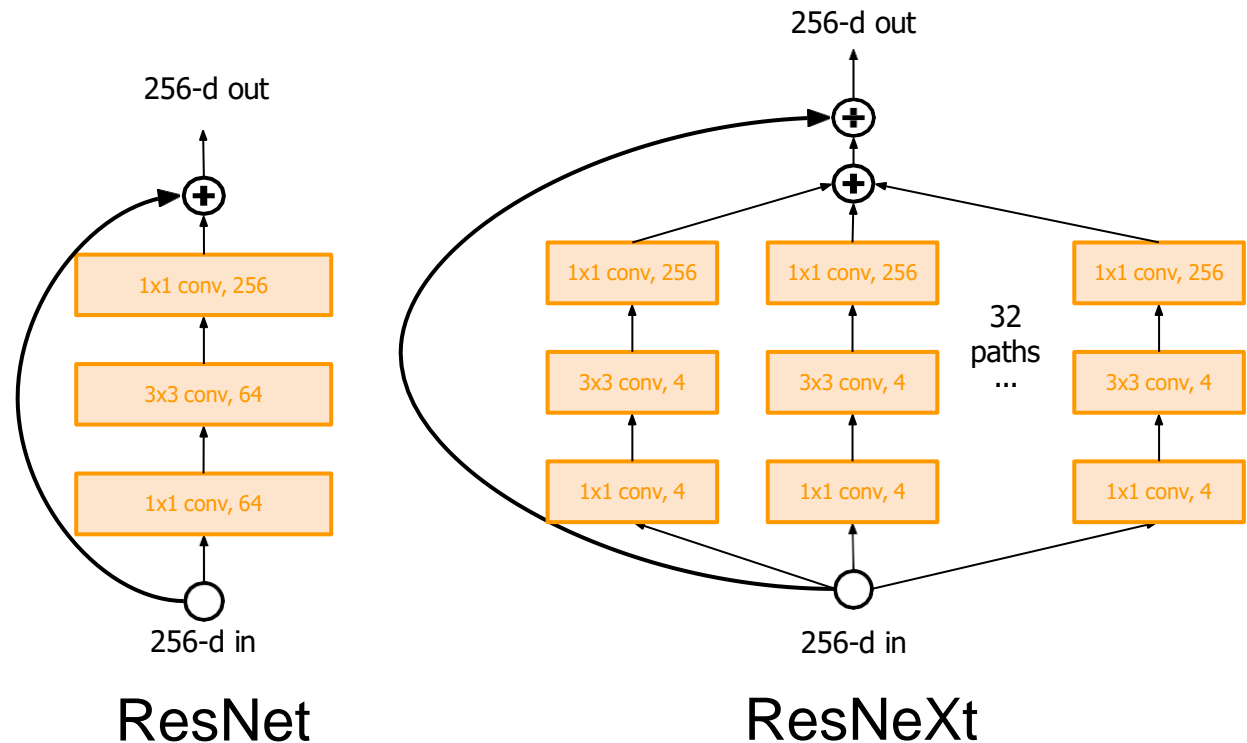 256-d out
1x1 conv, 256
3x3 conv, 64
1x1 conv, 64
256-d in
ResNet
256-d out
1x1 conv, 256
1x1 conv, 256
1x1 conv, 256
32
paths
...
3x3 conv, 4
3x3 conv, 4
3x3 conv, 4
1x1 conv, 4
1x1 conv, 4
1x1 conv, 4
256-d in
ResNeXt